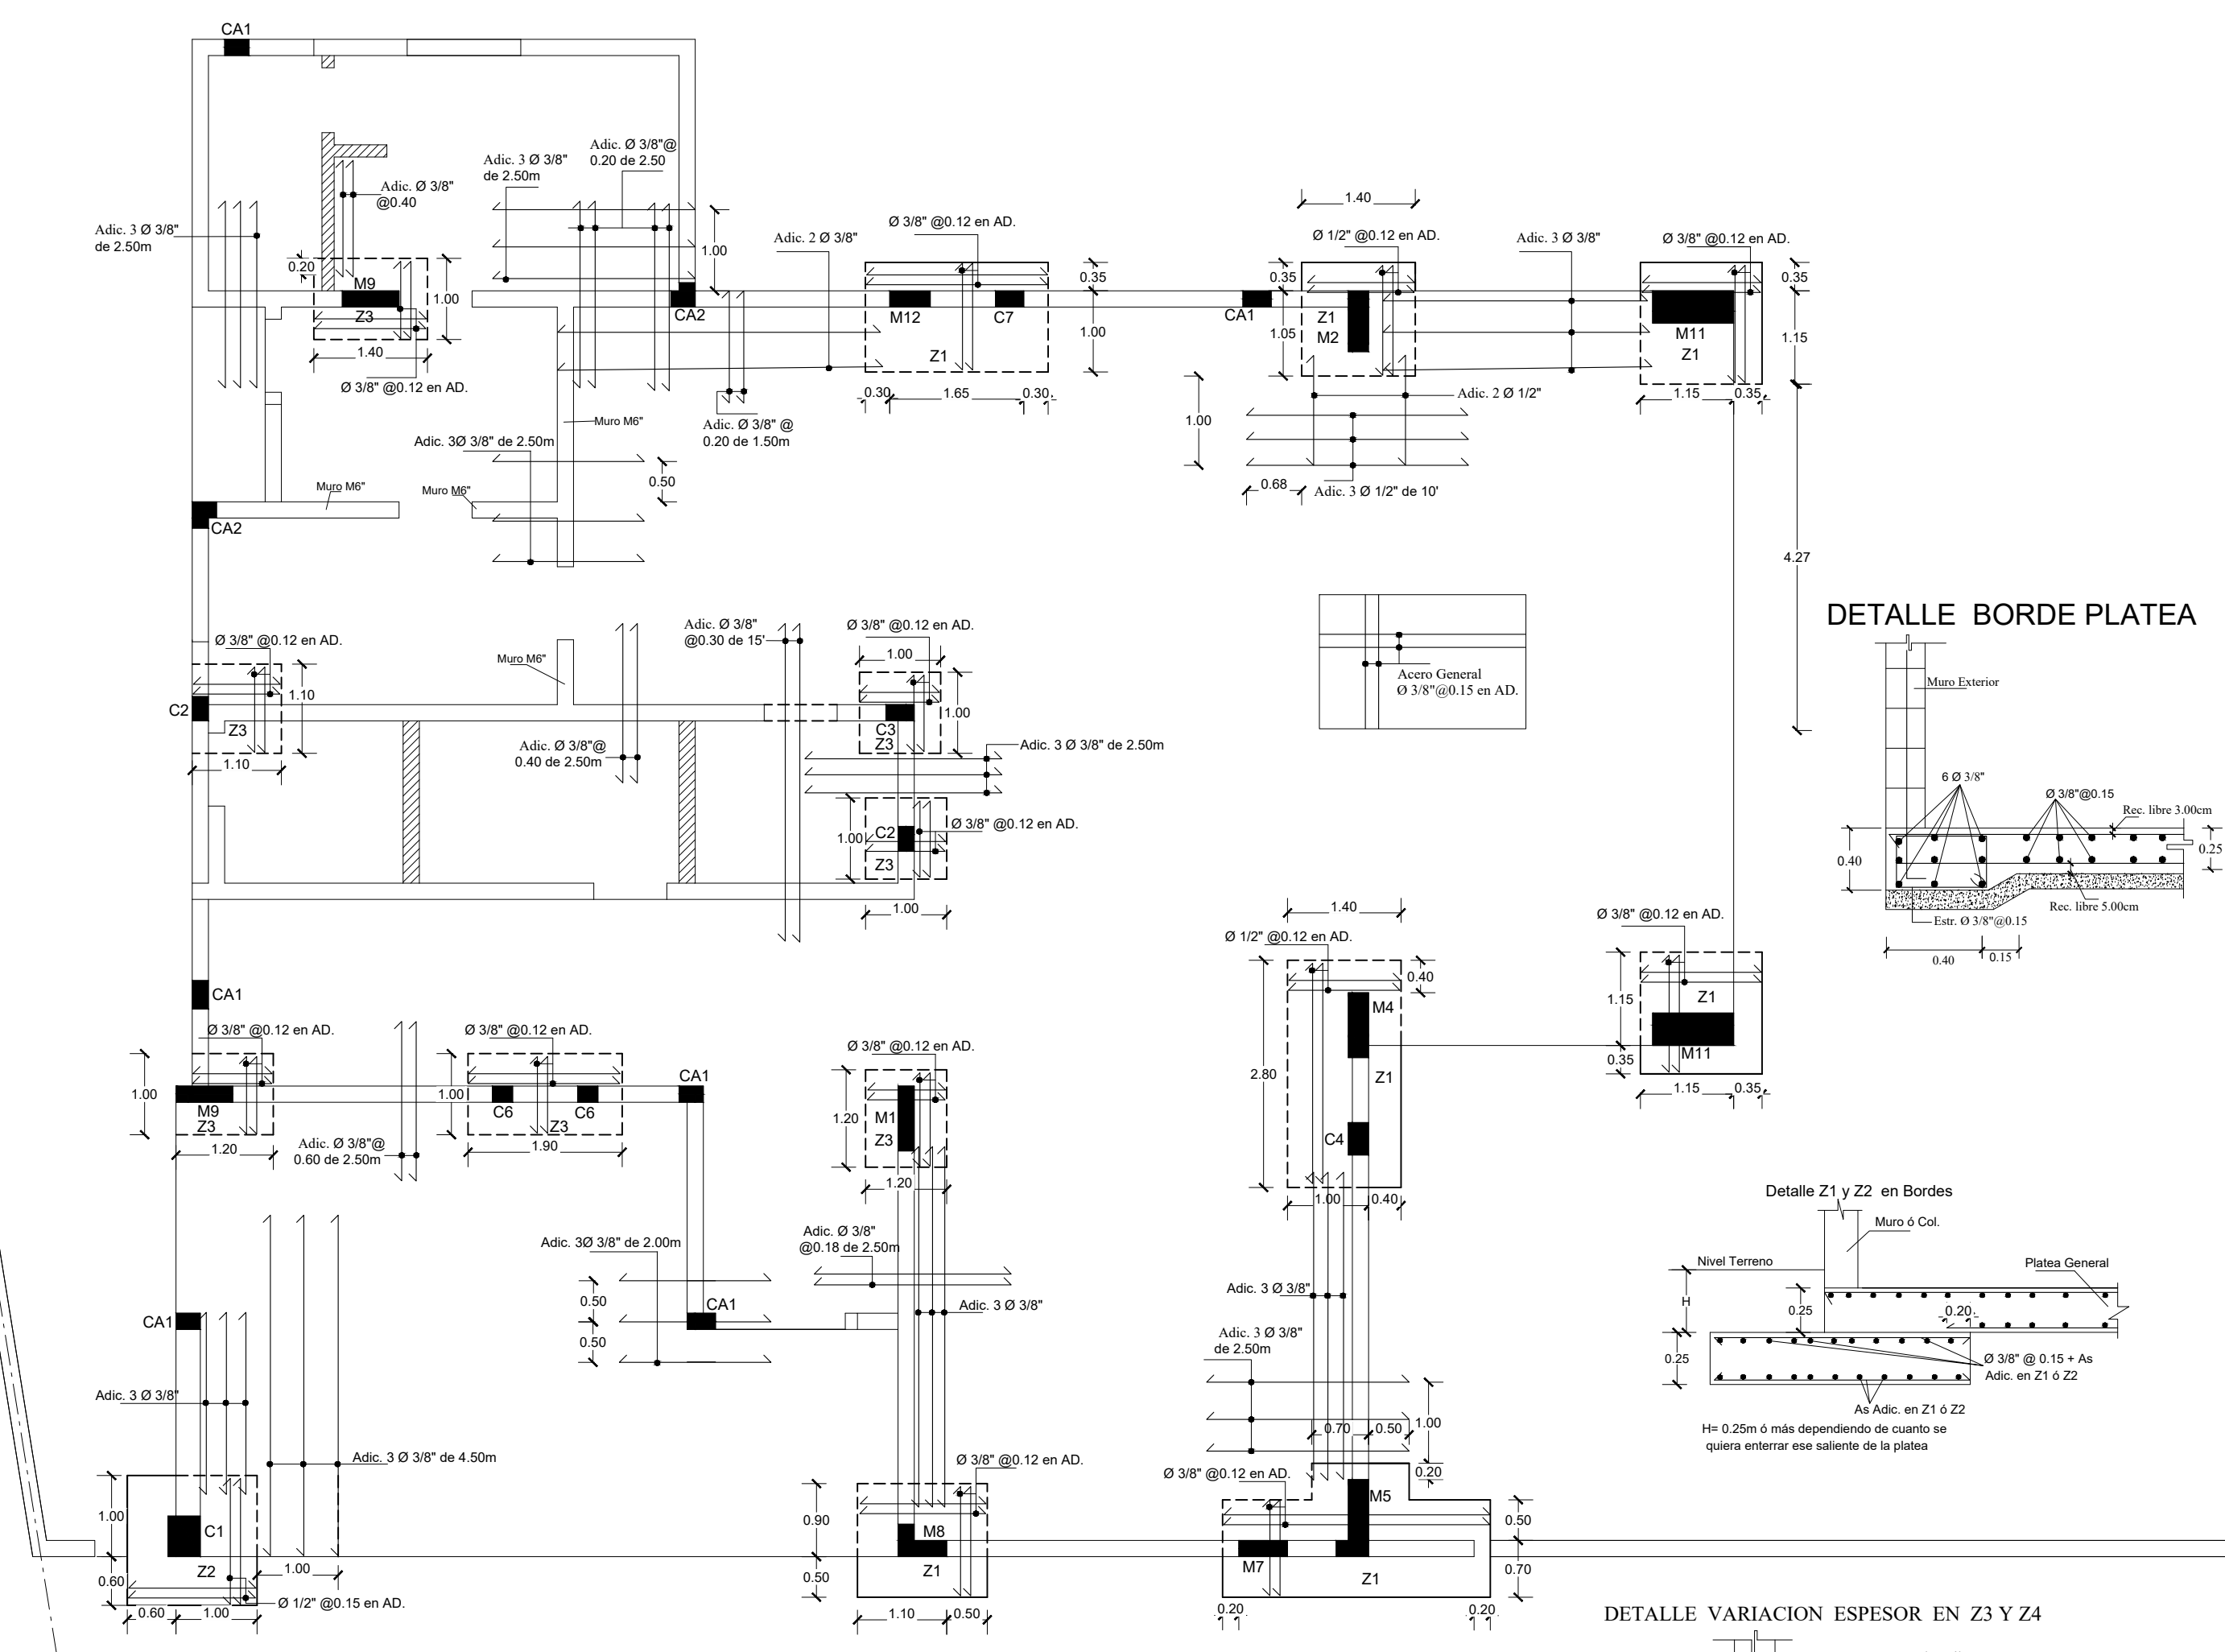 CA1
Adic. Ø 3/8"@
0.20 de 2.50
Adic. 3 Ø 3/8"
de 2.50m
Adic. Ø 3/8"
@0.40
Adic. 3 Ø 3/8"
de 2.50m
0.20
M9
Z3
1.00
1.40
Ø 3/8" @0.12 en AD.
1.00
CA2
Adic. 2 Ø 3/8"
Ø 3/8" @0.12 en AD.
M12
C7
Z1
0.35
1.00
0.30
1.65
0.30
Adic. Ø 3/8" @
0.20 de 1.50m
1.40
Ø 1/2" @0.12 en AD.
0.35
CA1
1.05
Z1
M2
Adic. 3 Ø 3/8"
Ø 3/8" @0.12 en AD.
0.35
M11
Z1
1.15
1.15
0.35
Adic. 2 Ø 1/2"
1.00
0.68
Adic. 3 Ø 1/2" de 10'
4.27
Muro M6"
Adic. 3Ø 3/8" de 2.50m
0.50
Muro M6"
Muro M6"
CA2
Ø 3/8" @0.12 en AD.
C2
Z3
1.10
1.10
Muro M6"
Adic. Ø 3/8"@
0.40 de 2.50m
Adic. Ø 3/8"
@0.30 de 15'
Ø 3/8" @0.12 en AD.
1.00
C3
Z3
1.00
Adic. 3 Ø 3/8" de 2.50m
1.00
C2
Z3
Ø 3/8" @0.12 en AD.
1.00
Acero General
Ø 3/8"@0.15 en AD.
DETALLE BORDE PLATEA
Muro Exterior
6 Ø 3/8"
Ø 3/8"@0.15
Rec. libre 3.00cm
0.40
0.25
Rec. libre 5.00cm
Estr. Ø 3/8"@0.15
0.40
0.15
CA1
Ø 3/8" @0.12 en AD.
1.00
M9
Z3
1.20
Adic. Ø 3/8"@
0.60 de 2.50m
Ø 3/8" @0.12 en AD.
1.00
C6
C6
Z3
1.90
CA1
Ø 3/8" @0.12 en AD.
1.20
M1
Z3
1.20
1.40
Ø 1/2" @0.12 en AD.
0.40
2.80
M4
Z1
C4
1.00
0.40
Ø 3/8" @0.12 en AD.
1.15
Z1
M11
0.35
1.15
0.35
Adic. 3Ø 3/8" de 2.00m
0.50
0.50
CA1
Adic. Ø 3/8"
@0.18 de 2.50m
Adic. 3 Ø 3/8"
Adic. 3 Ø 3/8"
Adic. 3 Ø 3/8"
de 2.50m
0.70
0.50
1.00
0.20
CA1
Adic. 3 Ø 3/8"
Adic. 3 Ø 3/8" de 4.50m
1.00
C1
Z2
0.60
0.60
1.00
1.00
Ø 1/2" @0.15 en AD.
Ø 3/8" @0.12 en AD.
0.90
M8
Z1
0.50
1.10
0.50
Ø 3/8" @0.12 en AD.
M5
M7
Z1
0.50
0.70
0.20
0.20
Detalle Z1 y Z2 en Bordes
Muro ó Col.
Nivel Terreno
Platea General
H
0.25
0.20
0.25
Ø 3/8" @ 0.15 + As
Adic. en Z1 ó Z2
As Adic. en Z1 ó Z2
H= 0.25m ó más dependiendo de cuanto se
quiera enterrar ese saliente de la platea
DETALLE VARIACION ESPESOR EN Z3 Y Z4